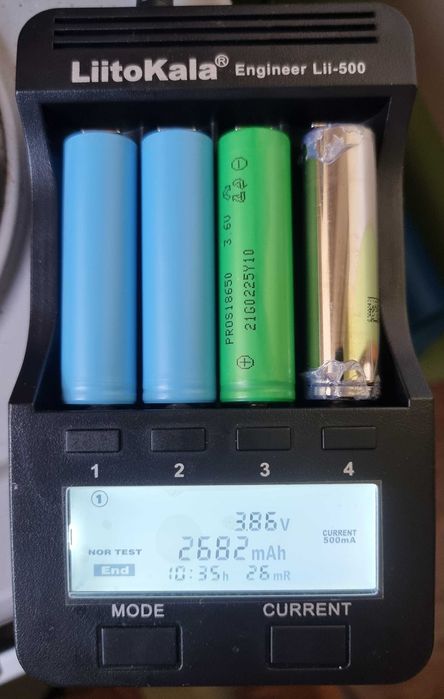 LiitoKala® Engineer Lii-500
PROS18650 3.6V
21G0225Y10
1 2 3 4
1
3.86V
CURRENT
500mA
NOR TEST
2682mAh
End
10:35h 26mR
MODE CURRENT